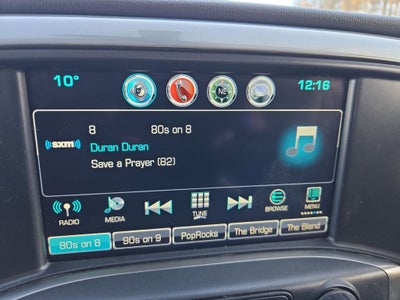 10°
12:16
8 80s on 8
((sxm))
Duran Duran
Save a Prayer (82)
RADIO
MEDIA
TUNE
BROWSE
MENU
80s on 8
90s on 9
PopRocks
The Bridge
The Blend